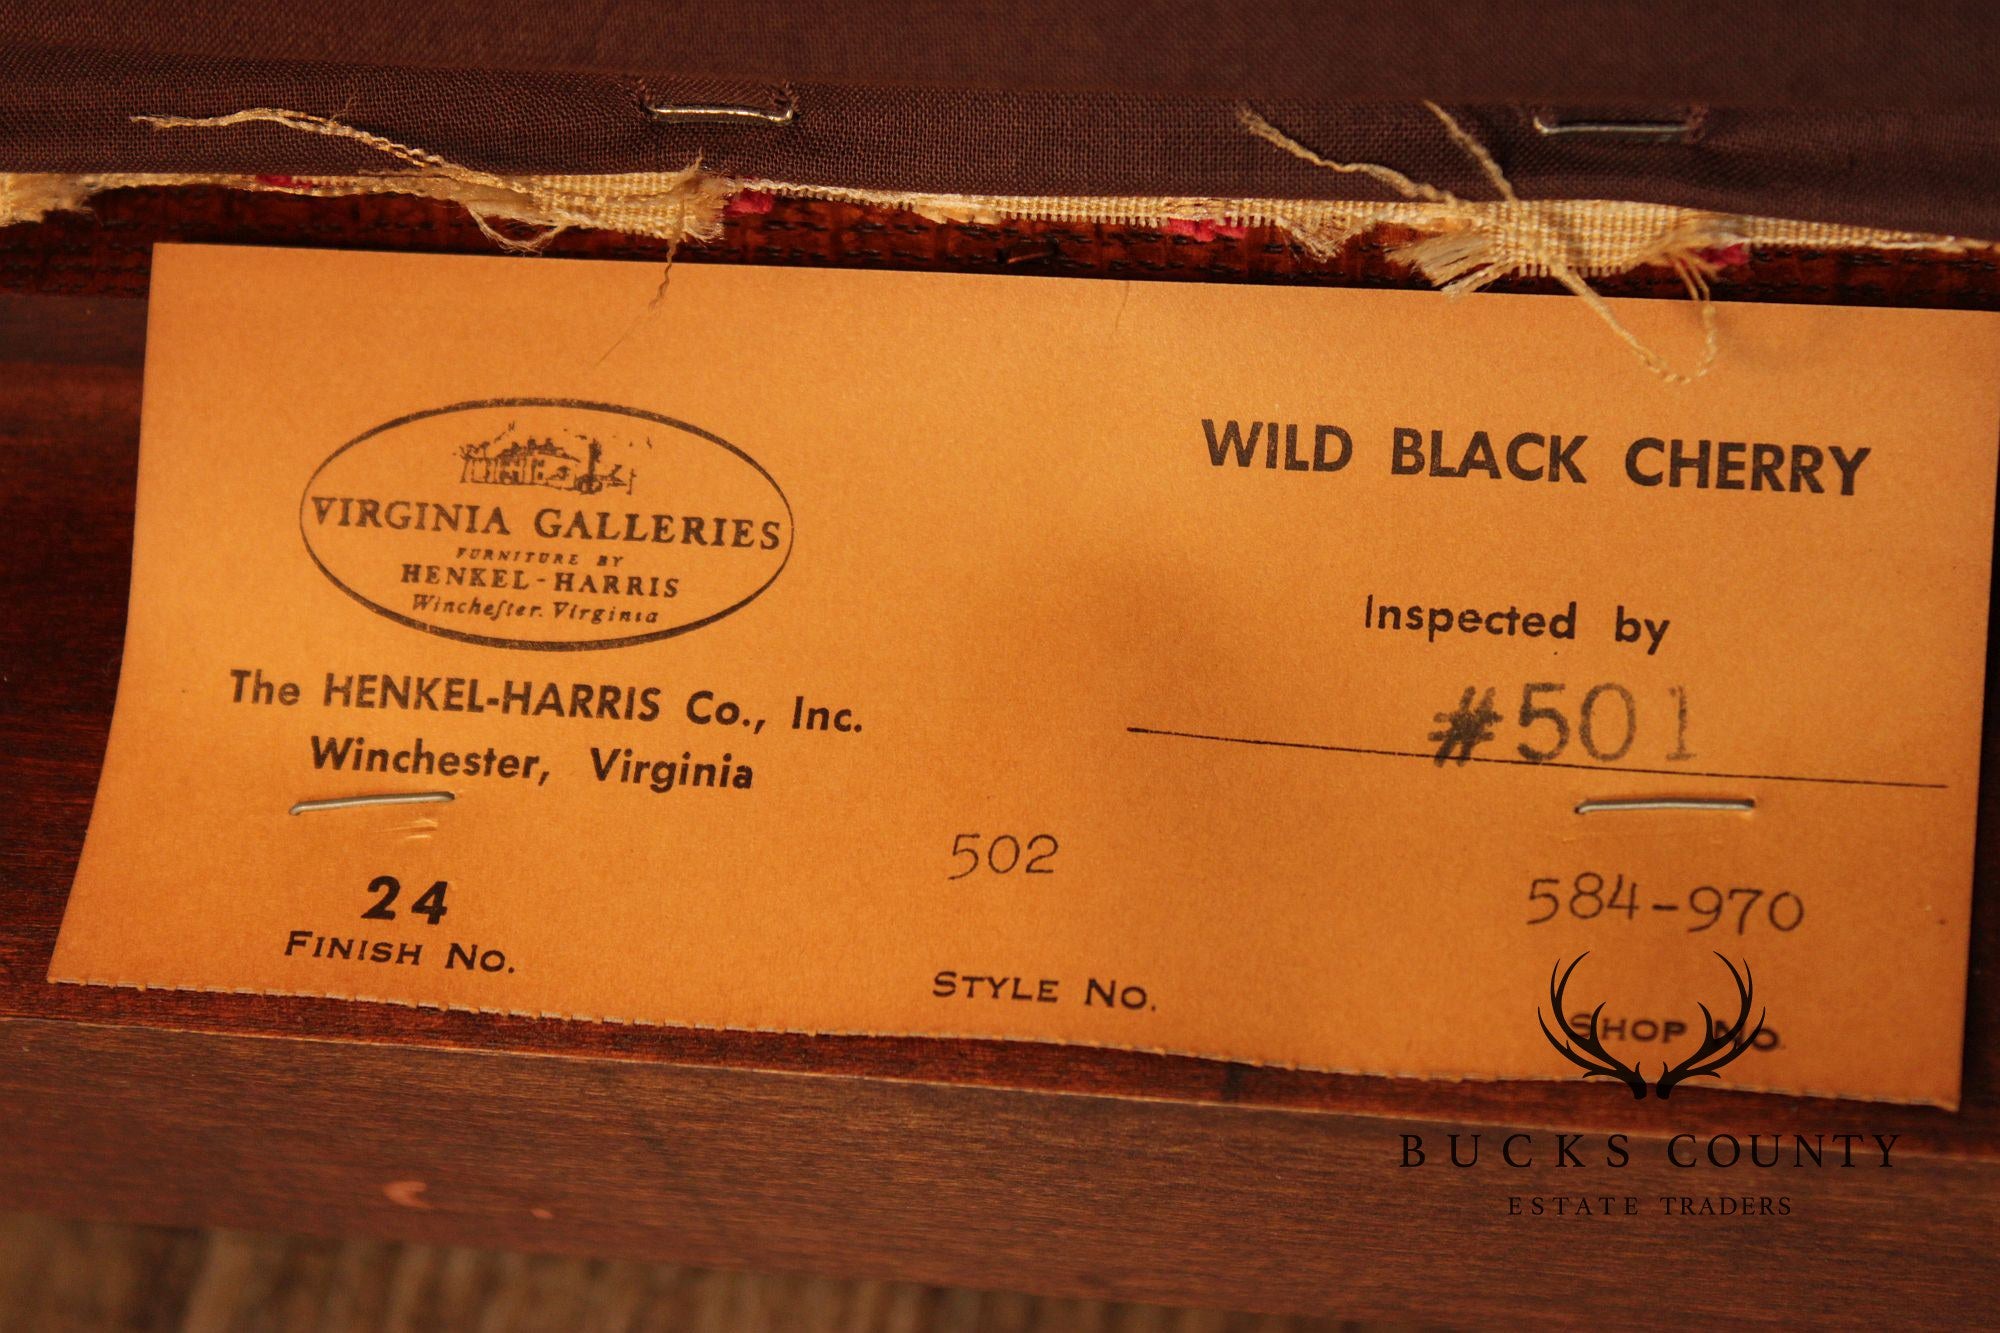 VIRGINIA GALLERIES
FURNITURE BY
HENKEL-HARRIS
Wincheſter. Virginia
The HENKEL-HARRIS Co., Inc.
Winchester, Virginia
WILD BLACK CHERRY
Inspected by
#501
24
FINISH NO.
502
STYLE NO.
584-970
SHOP NO.
BUCKS COUNTY
ESTATE TRADERS